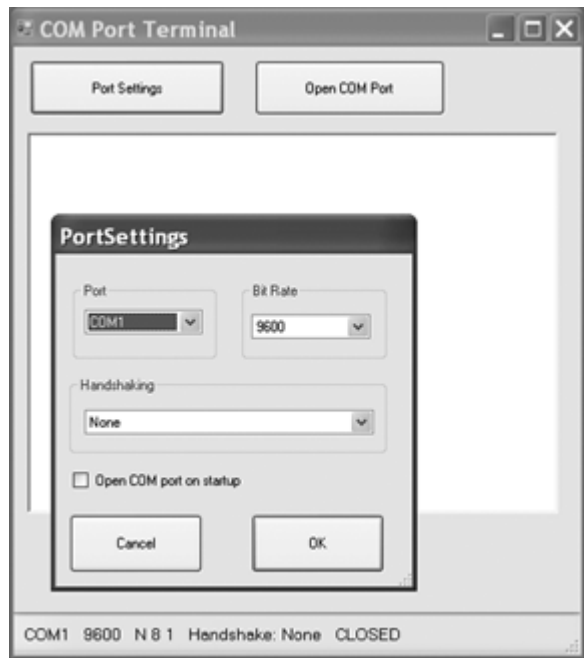 COM Port Terminal
Port Settings Open COM Port
PortSettings
Port Bit Rate
COM1 9600
Handshaking
None
Open COM port on startup
Cancel OK
COM1 9600 N 8 1 Handshake: None CLOSED